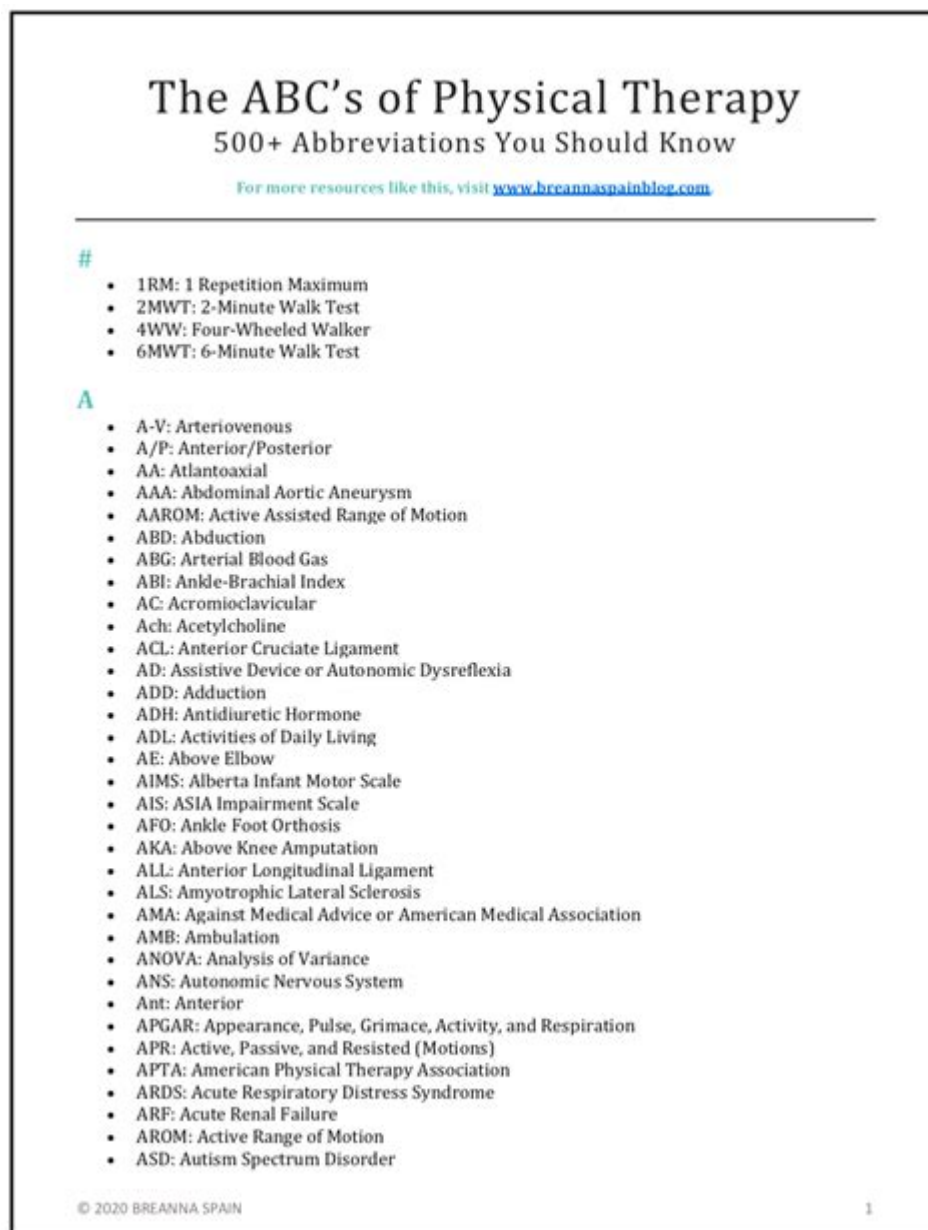 The ABC's of Physical Therapy
500+ Abbreviations You Should Know
For more resources like this, visit www.breannaspainblog.com.
#
• 1RM: 1 Repetition Maximum
• 2MWT: 2-Minute Walk Test
• 4WW: Four-Wheeled Walker
• 6MWT: 6-Minute Walk Test
A
• A-V: Arteriovenous
• A/P: Anterior/Posterior
• AA: Atlantoaxial
• AAA: Abdominal Aortic Aneurysm
• AAROM: Active Assisted Range of Motion
• ABD: Abduction
• ABG: Arterial Blood Gas
• ABI: Ankle-Brachial Index
• AC: Acromioclavicular
• Ach: Acetylcholine
• ACL: Anterior Cruciate Ligament
• AD: Assistive Device or Autonomic Dysreflexia
• ADD: Adduction
• ADH: Antidiuretic Hormone
• ADL: Activities of Daily Living
• AE: Above Elbow
• AIMS: Alberta Infant Motor Scale
• AIS: ASIA Impairment Scale
• AFO: Ankle Foot Orthosis
• AKA: Above Knee Amputation
• ALL: Anterior Longitudinal Ligament
• ALS: Amyotrophic Lateral Sclerosis
• AMA: Against Medical Advice or American Medical Association
• AMB: Ambulation
• ANOVA: Analysis of Variance
• ANS: Autonomic Nervous System
• Ant: Anterior
• APGAR: Appearance, Pulse, Grimace, Activity, and Respiration
• APR: Active, Passive, and Resisted (Motions)
• APTA: American Physical Therapy Association
• ARDS: Acute Respiratory Distress Syndrome
• ARF: Acute Renal Failure
• AROM: Active Range of Motion
• ASD: Autism Spectrum Disorder
© 2020 BREANNA SPAIN 1